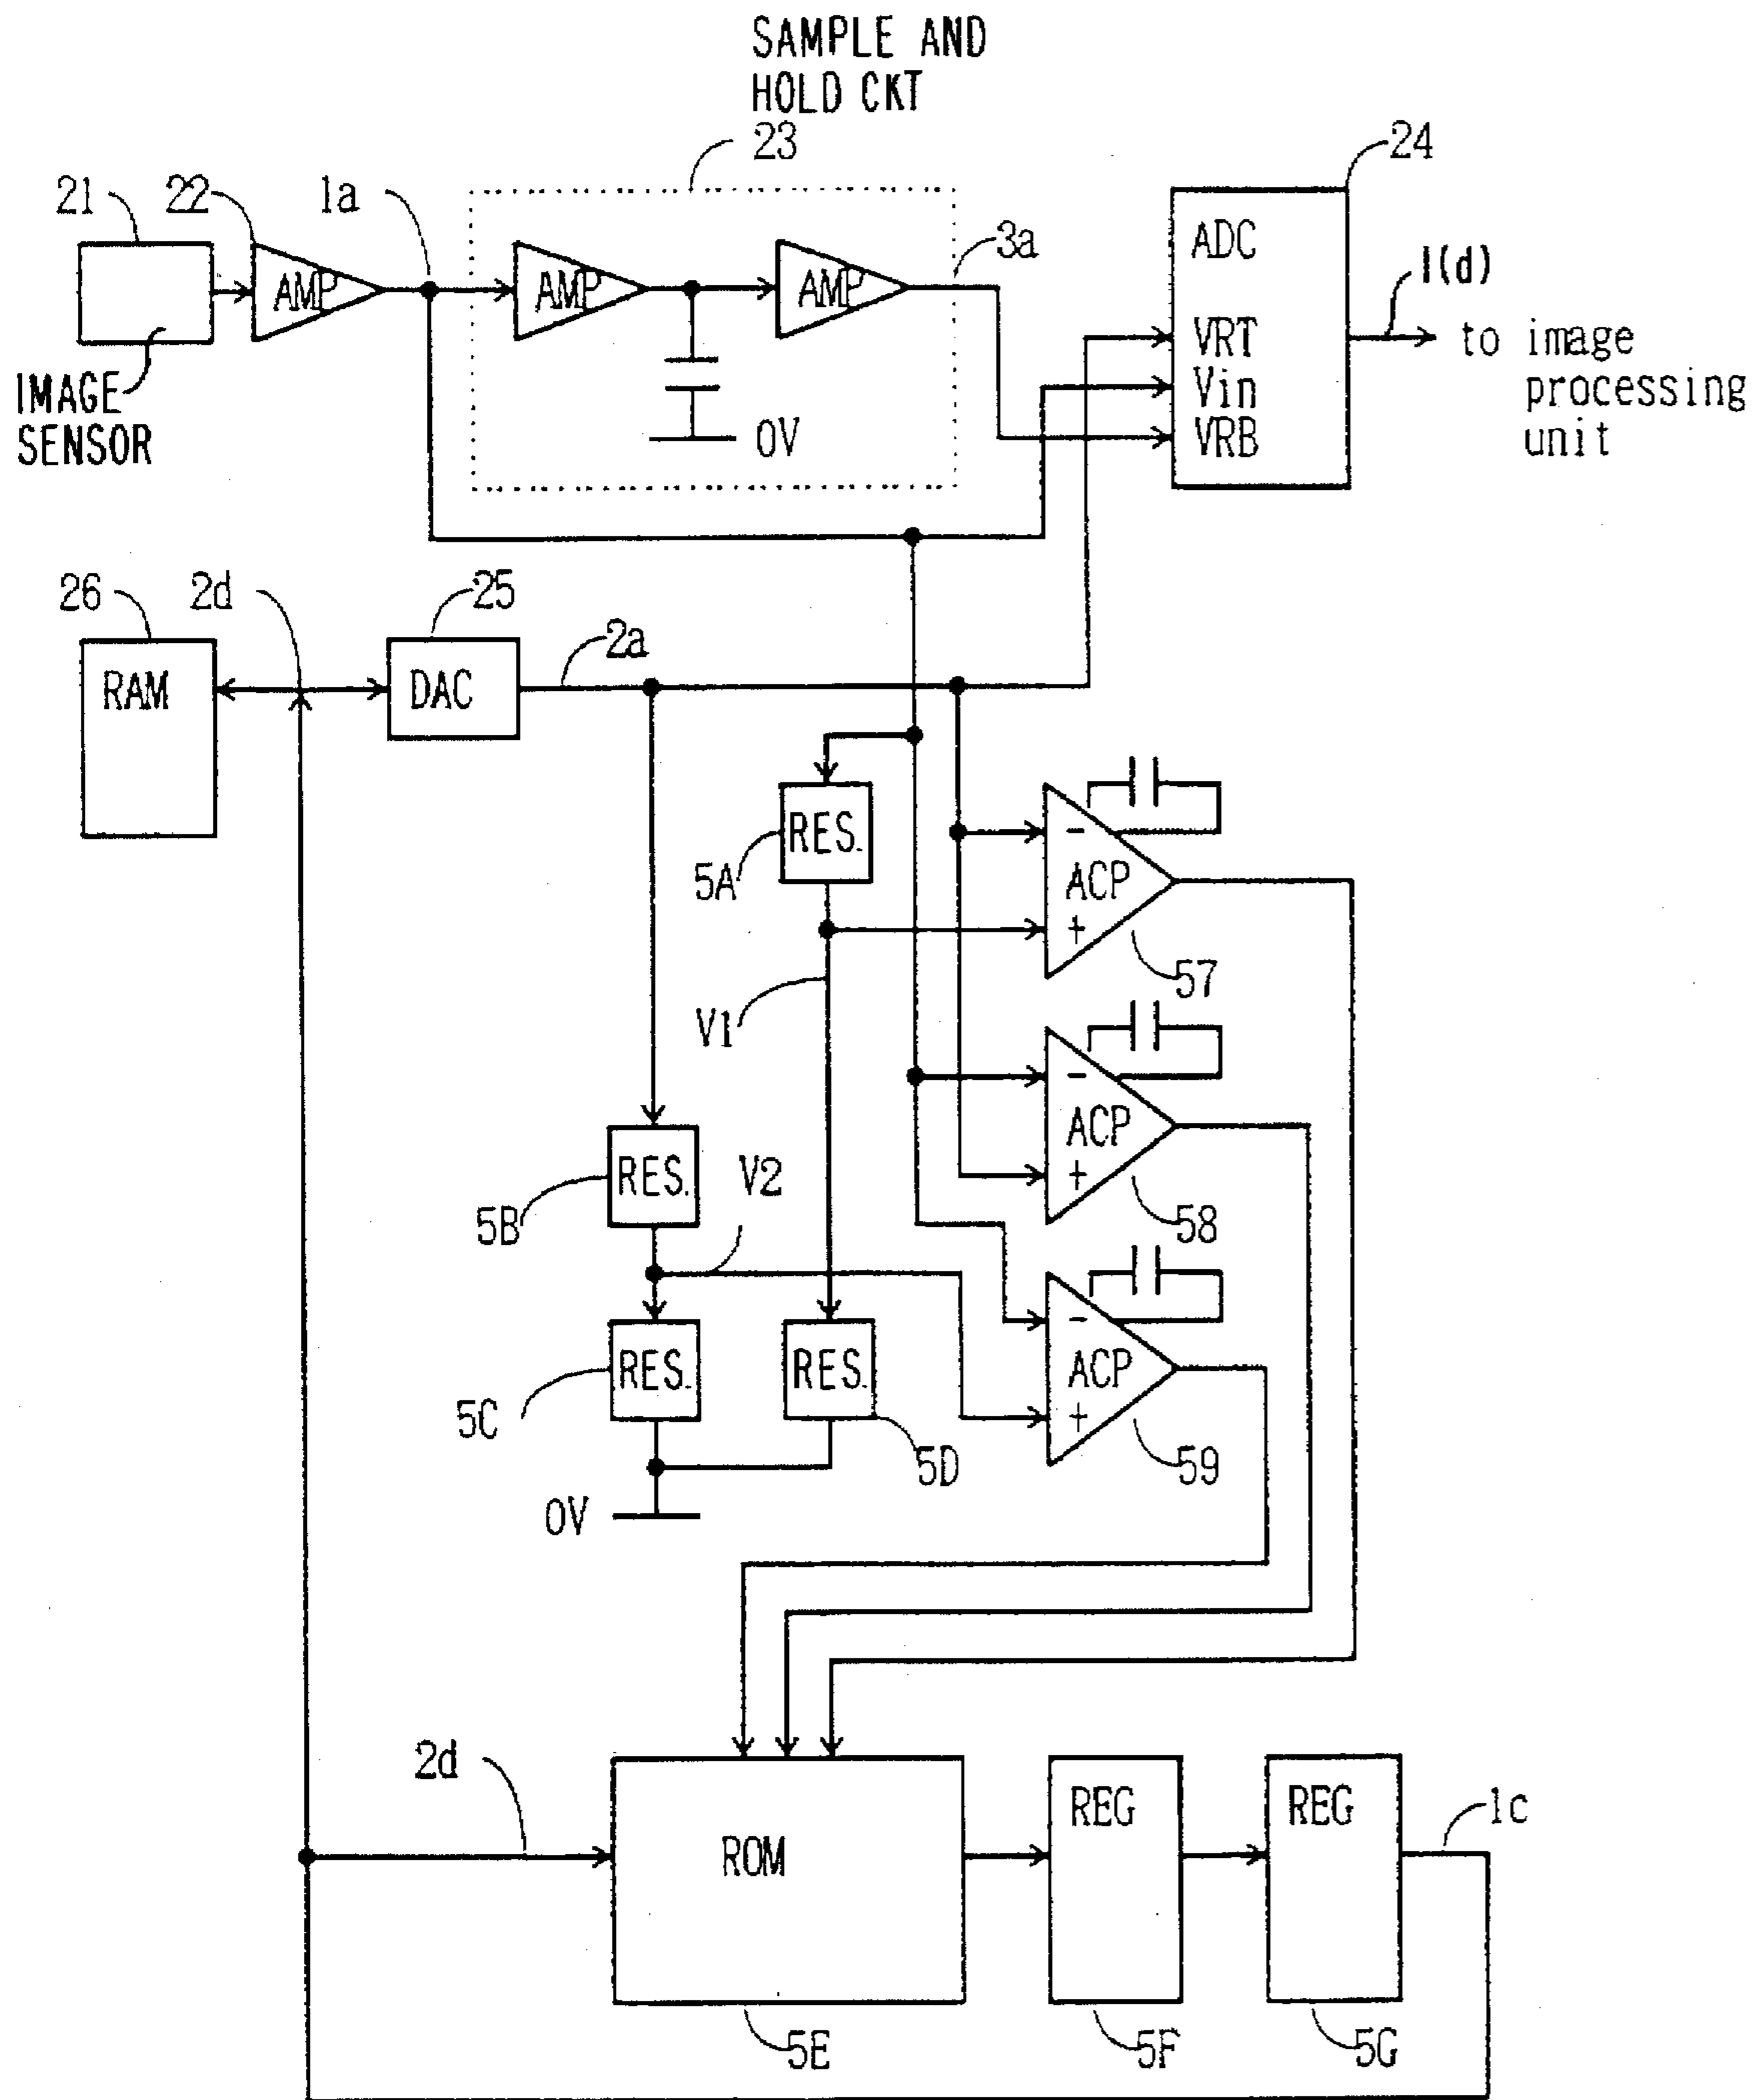 SAMPLE AND
HOLD CKT
23
24
21
22
1a
3a
AMP
AMP
AMP
ADC
VRT
Vin
VRB
1(d)
to image
processing
unit
IMAGE
SENSOR
0V
26
2d
25
2a
RAM
DAC
RES.
5A
-
ACP
+
57
V1
-
ACP
+
58
RES.
5B
V2
-
ACP
+
59
RES.
5C
RES.
5D
0V
2d
ROM
REG
REG
1c
5E
5F
5G